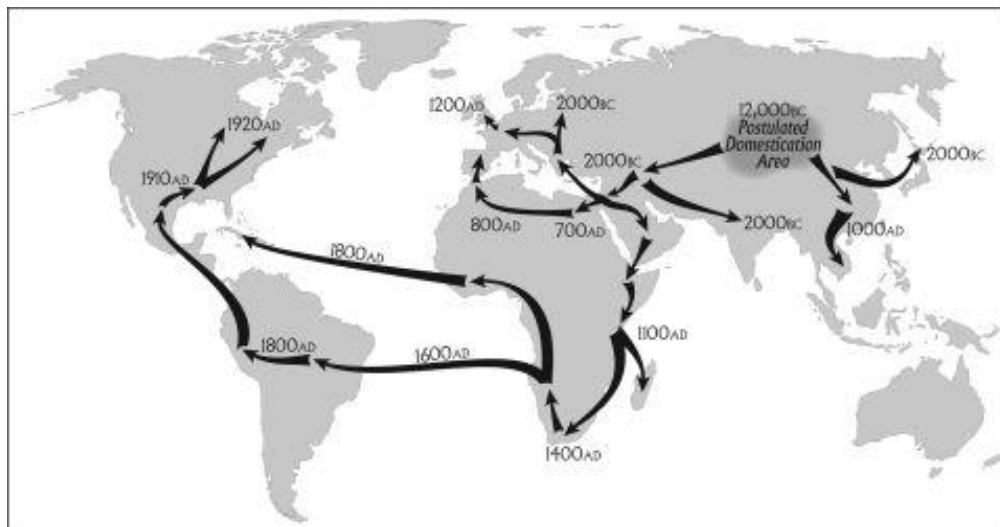 1200AD
2000BC
12,000BC
Postulated
Domestication
Area
1920AD
2000BC
2000BC
1910AD
800AD
700AD
2000BC
1000AD
1800AD
1100AD
1800AD
1600AD
1400AD